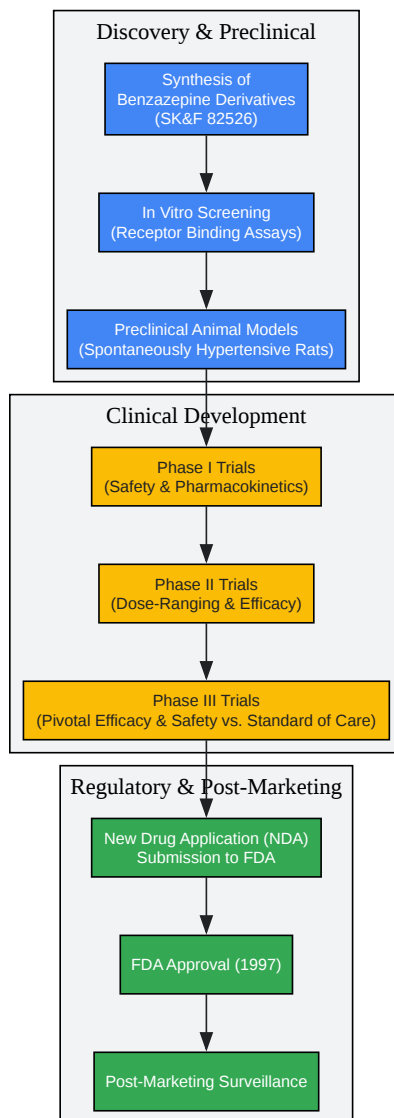 Discovery & Preclinical
Synthesis of
Benzazepine Derivatives
(SK&F 82526)
In Vitro Screening
(Receptor Binding Assays)
Preclinical Animal Models
(Spontaneously Hypertensive Rats)
Clinical Development
Phase I Trials
(Safety & Pharmacokinetics)
Phase II Trials
(Dose-Ranging & Efficacy)
Phase III Trials
(Pivotal Efficacy & Safety vs. Standard of Care)
Regulatory & Post-Marketing
New Drug Application (NDA)
Submission to FDA
FDA Approval (1997)
Post-Marketing Surveillance